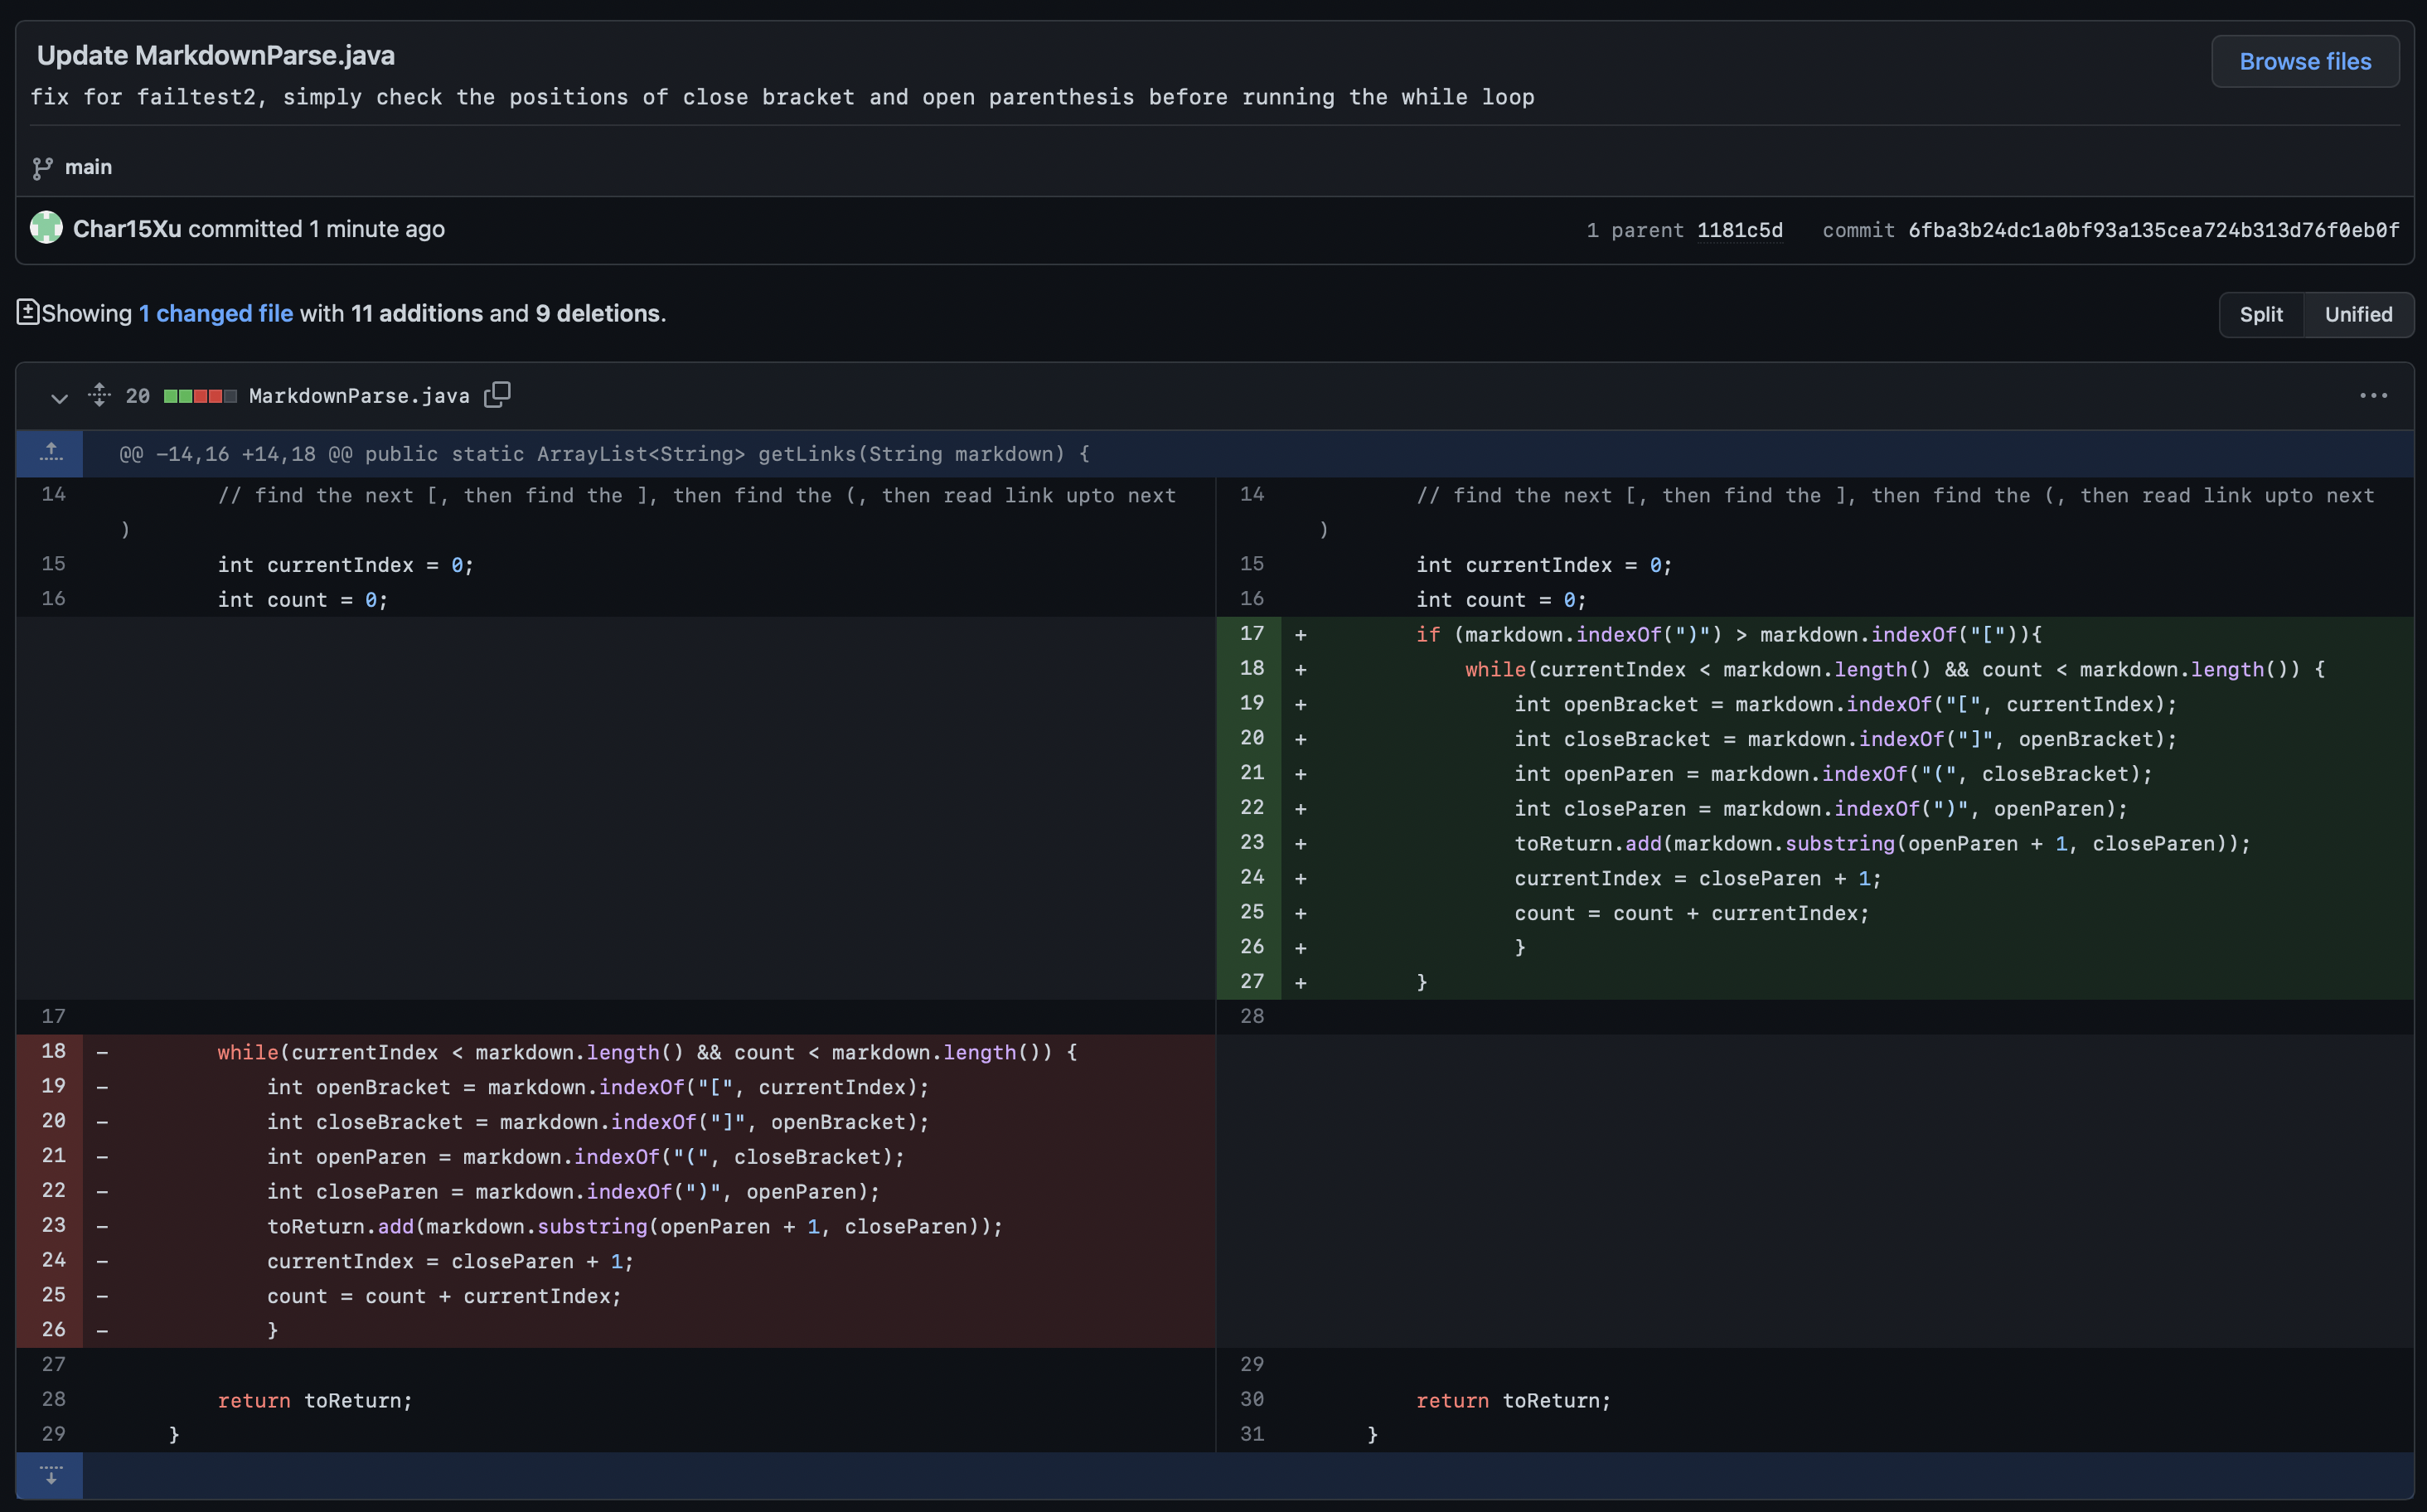 Update MarkdownParse.java
Browse files
fix for failtest2, simply check the positions of close bracket and open parenthesis before running the while loop
main
Char15Xu committed 1 minute ago
1 parent 1181c5d commit 6fba3b24dc1a0bf93a135cea724b313d76f0eb0f
Showing 1 changed file with 11 additions and 9 deletions.
Split Unified
20 MarkdownParse.java
@@ -14,16 +14,18 @@ public static ArrayList<String> getLinks(String markdown) {
14 // find the next [, then find the ], then find the (, then read link upto next
)
15 int currentIndex = 0;
16 int count = 0;
14 // find the next [, then find the ], then find the (, then read link upto next
)
15 int currentIndex = 0;
16 int count = 0;
17 + if (markdown.indexOf(")") > markdown.indexOf("[")){
18 + while(currentIndex < markdown.length() && count < markdown.length()) {
19 + int openBracket = markdown.indexOf("[", currentIndex);
20 + int closeBracket = markdown.indexOf("]", openBracket);
21 + int openParen = markdown.indexOf("(", closeBracket);
22 + int closeParen = markdown.indexOf(")", openParen);
23 + toReturn.add(markdown.substring(openParen + 1, closeParen));
24 + currentIndex = closeParen + 1;
25 + count = count + currentIndex;
26 + }
27 + }
17
28
18 - while(currentIndex < markdown.length() && count < markdown.length()) {
19 - int openBracket = markdown.indexOf("[", currentIndex);
20 - int closeBracket = markdown.indexOf("]", openBracket);
21 - int openParen = markdown.indexOf("(", closeBracket);
22 - int closeParen = markdown.indexOf(")", openParen);
23 - toReturn.add(markdown.substring(openParen + 1, closeParen));
24 - currentIndex = closeParen + 1;
25 - count = count + currentIndex;
26 - }
27
28 return toReturn;
29 }
29
30 return toReturn;
31 }